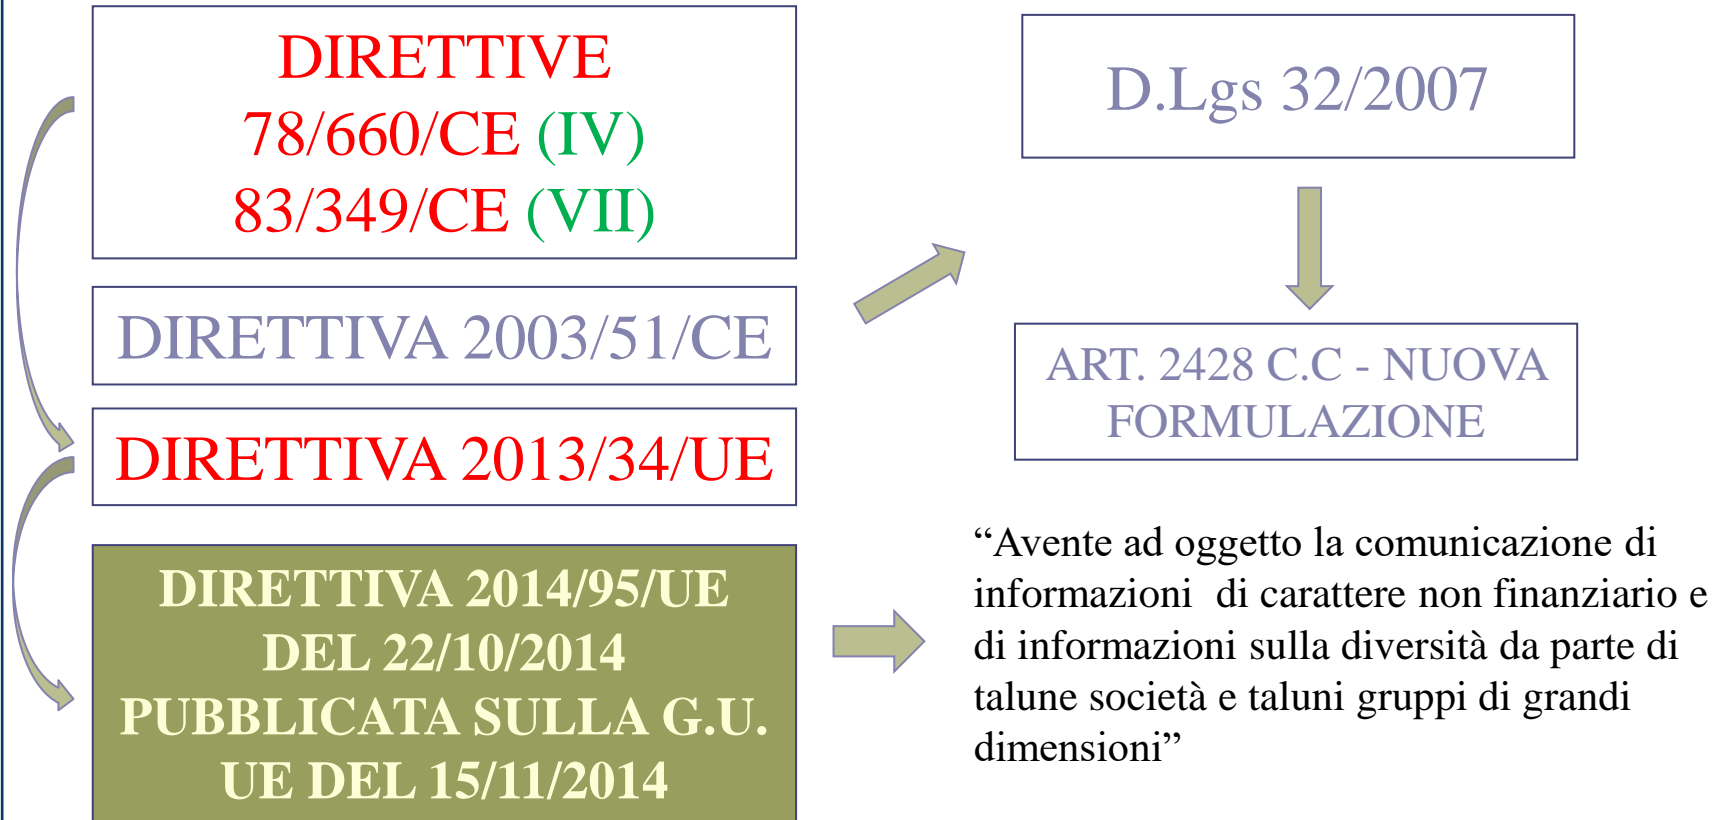 DIRETTIVE
78/660/CE (IV)
83/349/CE (VII)
DIRETTIVA 2003/51/CE
DIRETTIVA 2013/34/UE
DIRETTIVA 2014/95/UE
DEL 22/10/2014
PUBBLICATA SULLA G.U.
UE DEL 15/11/2014
D.Lgs 32/2007
ART. 2428 C.C - NUOVA
FORMULAZIONE
“Avente ad oggetto la comunicazione di
informazioni  di carattere non finanziario e
di informazioni sulla diversità da parte di
talune società e taluni gruppi di grandi
dimensioni”